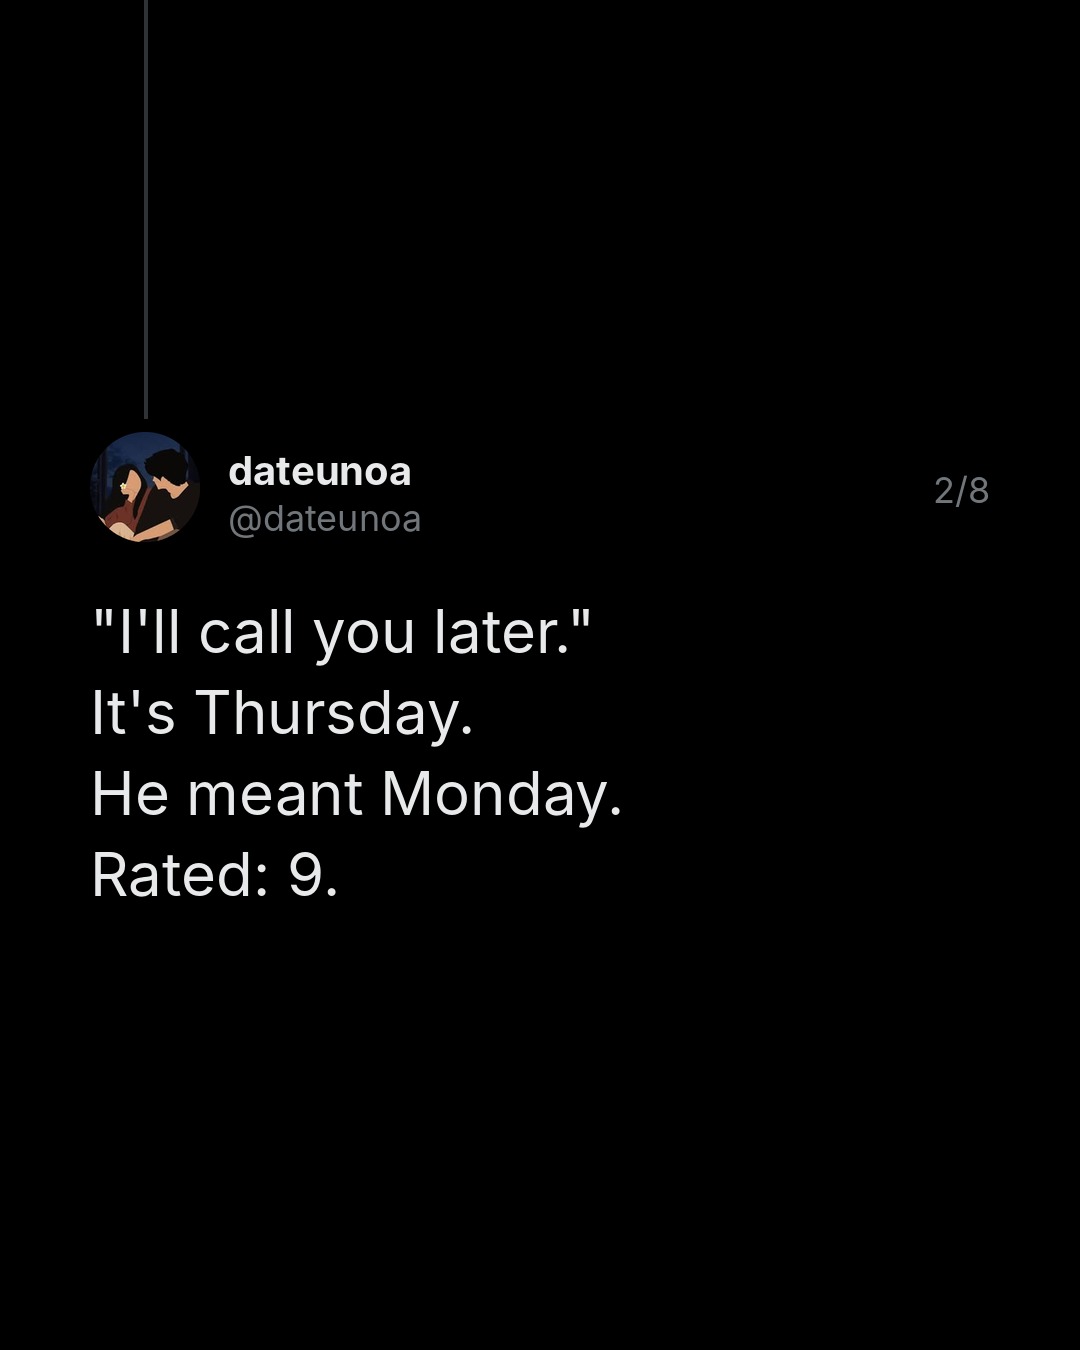 dateunoa
@dateunoa
2/8
"I'll call you later."
It's Thursday.
He meant Monday.
Rated: 9.